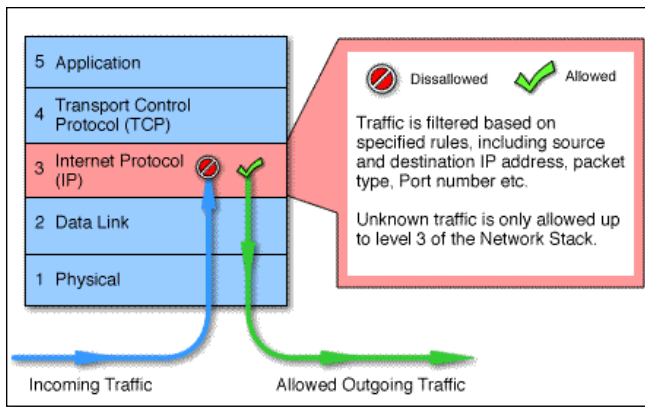 5 Application
4 Transport Control
Protocol (TCP)
3 Internet Protocol
(IP)
2 Data Link
1 Physical
Incoming Traffic
Allowed Outgoing Traffic
Dissallowed
Allowed
Traffic is filtered based on
specified rules, including source
and destination IP address, packet
type, Port number etc.
Unknown traffic is only allowed up
to level 3 of the Network Stack.